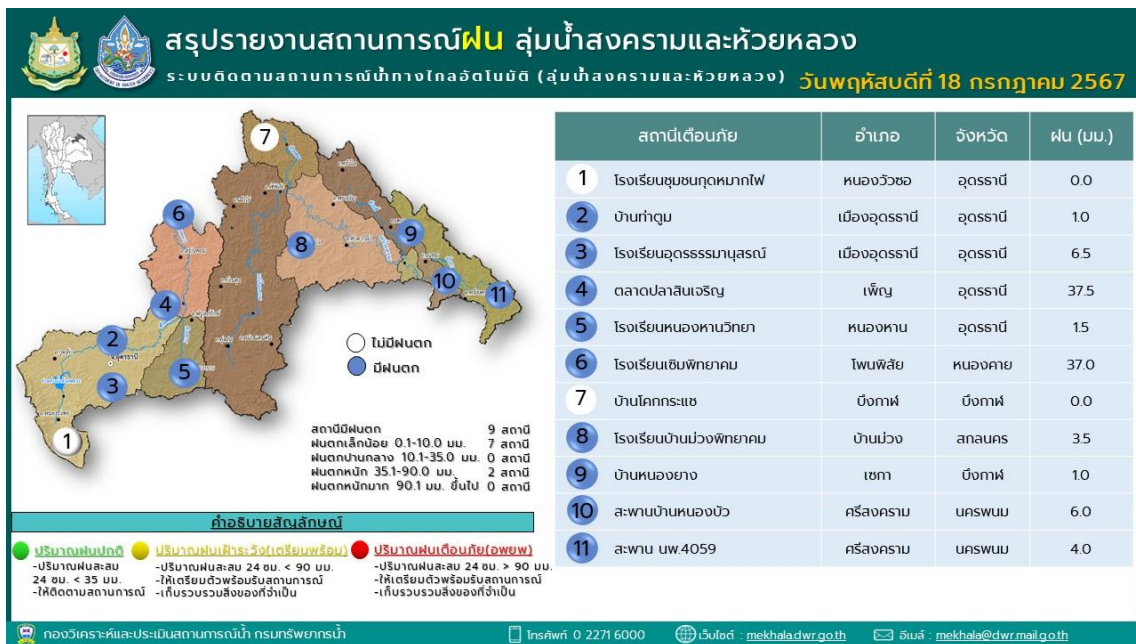 สรุปรายงานสถานการณ์ฝน ลุ่มน้ำสงครามและห้วยหลวง
ระบบติดตามสถานการณ์น้ำทางไกลอัตโนมัติ (ลุ่มน้ำสงครามและห้วยหลวง) วันพฤหัสบดีที่ 18 กรกฎาคม 2567
7
6
8
9
10
11
4
2
อุดรธานี
3
5
1
ไม่มีฝนตก
มีฝนตก
สถานีมีฝนตก 9 สถานี
ฝนตกเล็กน้อย 0.1-10.0 มม. 7 สถานี
ฝนตกปานกลาง 10.1-35.0 มม. 0 สถานี
ฝนตกหนัก 35.1-90.0 มม. 2 สถานี
ฝนตกหนักมาก 90.1 มม. ขึ้นไป 0 สถานี
คำอธิบายสัญลักษณ์
ปริมาณฝนปกติ
-ปริมาณฝนสะสม
24 ชม. < 35 มม.
-ให้ติดตามสถานการณ์
ปริมาณฝนเฝ้าระวัง(เตรียมพร้อม)
-ปริมาณฝนสะสม 24 ชม. < 90 มม.
-ให้เตรียมตัวพร้อมรับสถานการณ์
-เก็บรวบรวมสิ่งของที่จำเป็น
ปริมาณฝนเตือนภัย(อพยพ)
-ปริมาณฝนสะสม 24 ชม. > 90 มม.
-ให้เตรียมตัวพร้อมรับสถานการณ์
-เก็บรวบรวมสิ่งของที่จำเป็น
สถานีเตือนภัย อำเภอ จังหวัด ฝน (มม.)
1 โรงเรียนชุมชนกุดหมากไฟ หนองวัวซอ อุดรธานี 0.0
2 บ้านท่าตูม เมืองอุดรธานี อุดรธานี 1.0
3 โรงเรียนอุดรธรรมานุสรณ์ เมืองอุดรธานี อุดรธานี 6.5
4 ตลาดปลาสินเจริญ เพ็ญ อุดรธานี 37.5
5 โรงเรียนหนองหานวิทยา หนองหาน อุดรธานี 1.5
6 โรงเรียนเซิมพิทยาคม โพนพิสัย หนองคาย 37.0
7 บ้านโคกกระแซ บึงกาฬ บึงกาฬ 0.0
8 โรงเรียนบ้านม่วงพิทยาคม บ้านม่วง สกลนคร 3.5
9 บ้านหนองยาง เซกา บึงกาฬ 1.0
10 สะพานบ้านหนองบัว ศรีสงคราม นครพนม 6.0
11 สะพาน นพ.4059 ศรีสงคราม นครพนม 4.0
กองวิเคราะห์และประเมินสถานการณ์น้ำ กรมทรัพยากรน้ำ โทรศัพท์ 0 2271 6000 เว็บไซต์ : mekhala.dwr.go.th อีเมล์ : mekhala@dwr.mail.go.th